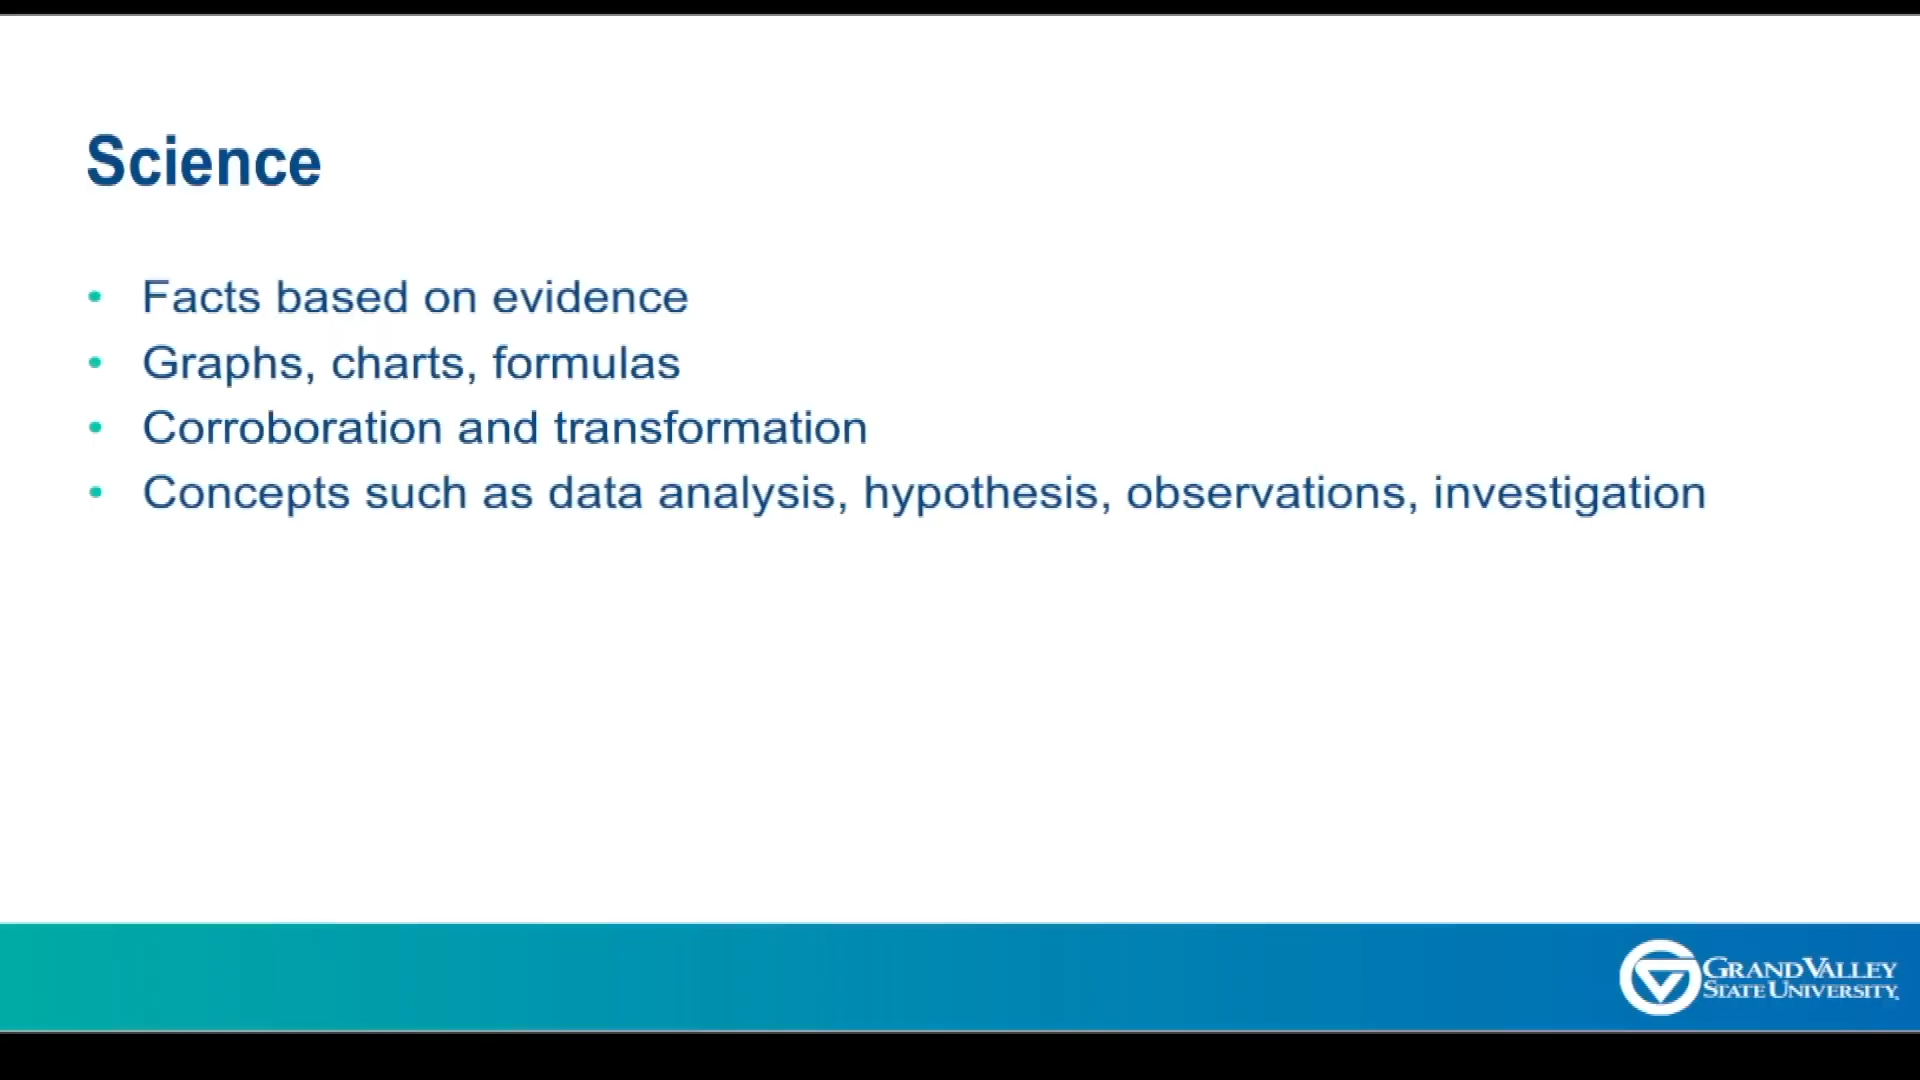 Science
• Facts based on evidence
• Graphs, charts, formulas
• Corroboration and transformation
• Concepts such as data analysis, hypothesis, observations, investigation
GRAND VALLEY
STATE UNIVERSITY